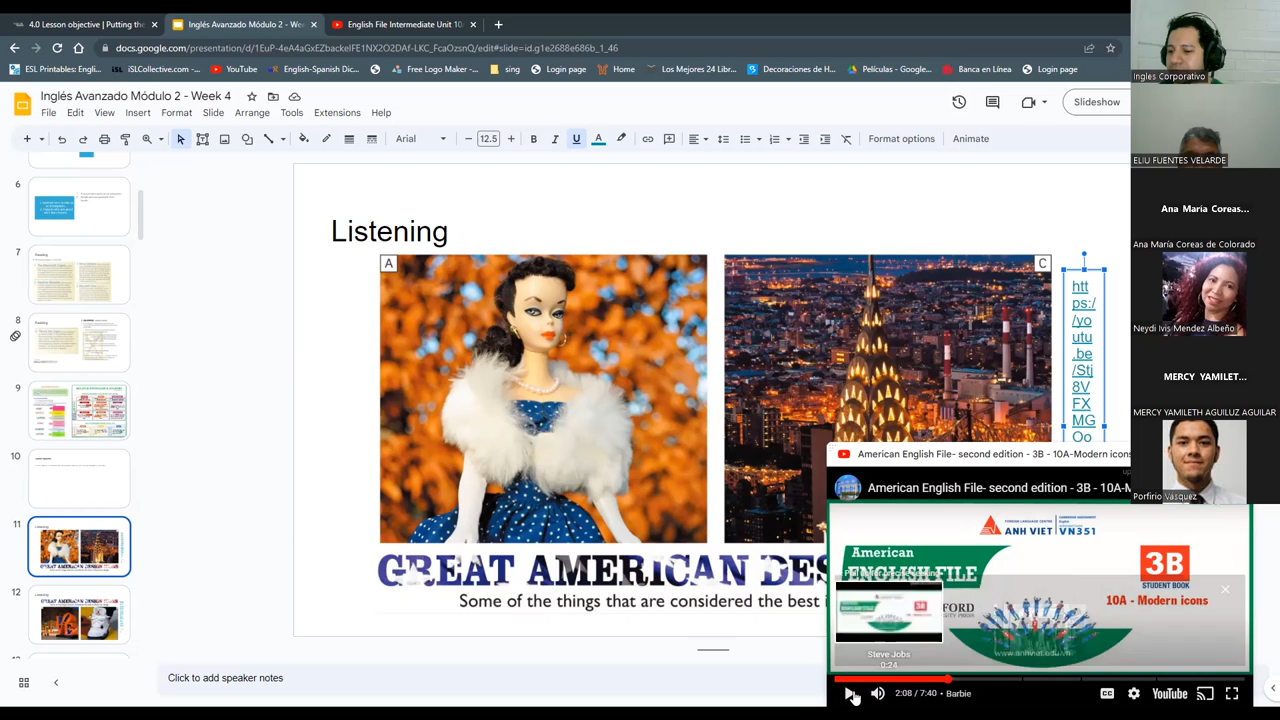 4.0 Lesson objective | Putting the
Inglés Avanzado Módulo 2 - Wee
English File Intermediate Unit 10
docs.google.com/presentation/d/1EuP-4eA4aGxEZbackeIFE1NX2O2DAf-LKC_FcaOzsnQ/edit#slide=id.g1e2688e686b_1_46
ESL Printables: Engli...
iSLCollective.com -...
YouTube
English-Spanish Dic...
Free Logo Maker -...
sing
Login page
Home
Los Mejores 24 Libr...
Decoraciones de H...
Películas - Google...
Banca en Línea
Login page
Inglés Avanzado Módulo 2 - Week 4
File Edit View Insert Format Slide Arrange Tools Extensions Help
Slideshow
Arial
12.5
Format options
Animate
6
7
8
9
10
11
12
Listening
A
C
htt
ps:/
/yo
utu
.be
/Stj
8V
FX
MG
Oo
GREAT AMERICAN DES
Some of the things that are considered the best i
Click to add speaker notes
American English File- second edition - 3B - 10A-Modern icons
American English File- second edition - 3B - 10A-M
ANH VIET
VN351
American
ENGLISH FILE
3B
STUDENT BOOK
10A - Modern icons
www.anhviet.edu.vn
Steve Jobs
0:24
2:08 / 7:40 • Barbie
CC
YouTube
Ingles Corporativo
ELIU FUENTES VELARDE
Ana Maria Coreas...
Ana María Coreas de Colorado
Neydi Ivis Mendez Albeño
MERCY YAMILET...
MERCY YAMILETH AGUILUZ AGUILAR
Porfirio Vasquez